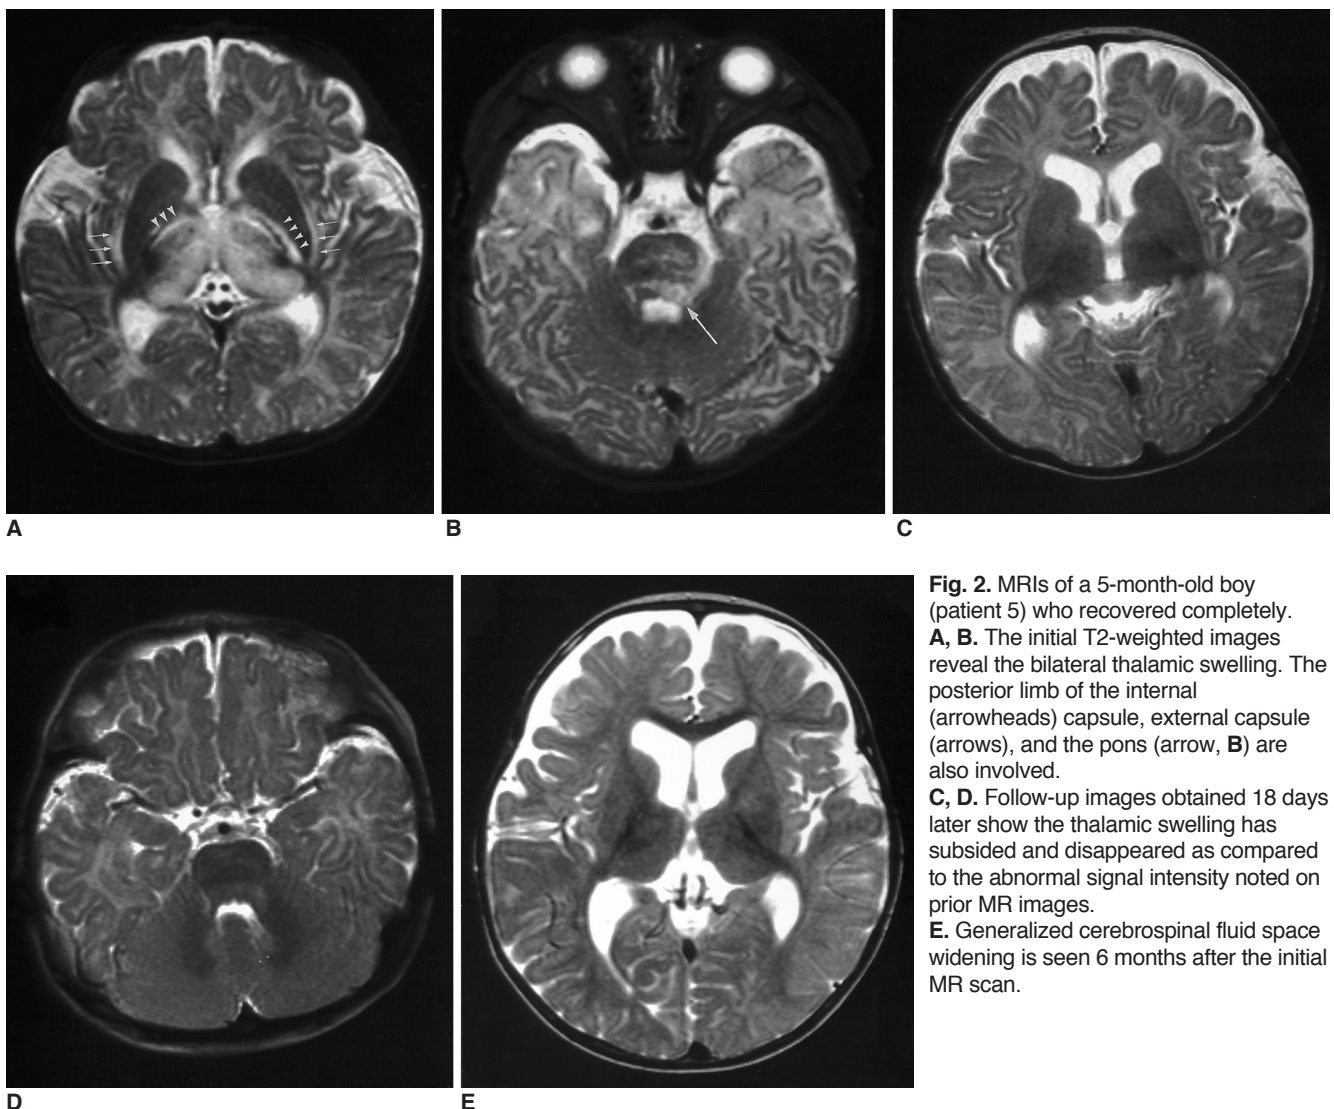 A
B
C
D
E
Fig. 2. MRIs of a 5-month-old boy
(patient 5) who recovered completely.
A, B. The initial T2-weighted images
reveal the bilateral thalamic swelling. The
posterior limb of the internal
(arrowheads) capsule, external capsule
(arrows), and the pons (arrow, B) are
also involved.
C, D. Follow-up images obtained 18 days
later show the thalamic swelling has
subsided and disappeared as compared
to the abnormal signal intensity noted on
prior MR images.
E. Generalized cerebrospinal fluid space
widening is seen 6 months after the initial
MR scan.